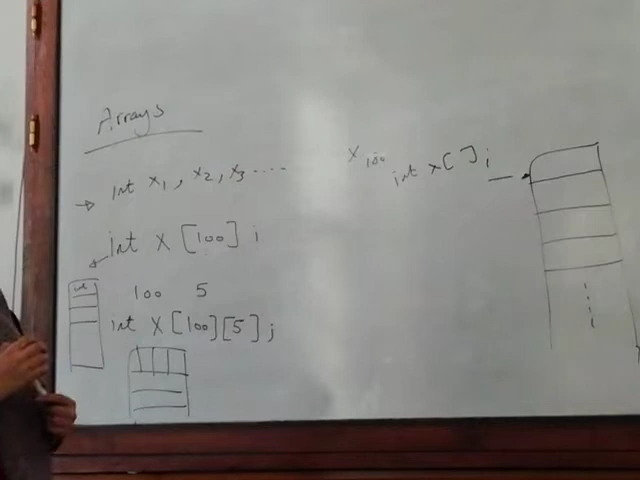 Arrays
→ int x1, x2, x3 ....
x100
int x[ ];
int X [100];
int
100 5
int X[100][5];